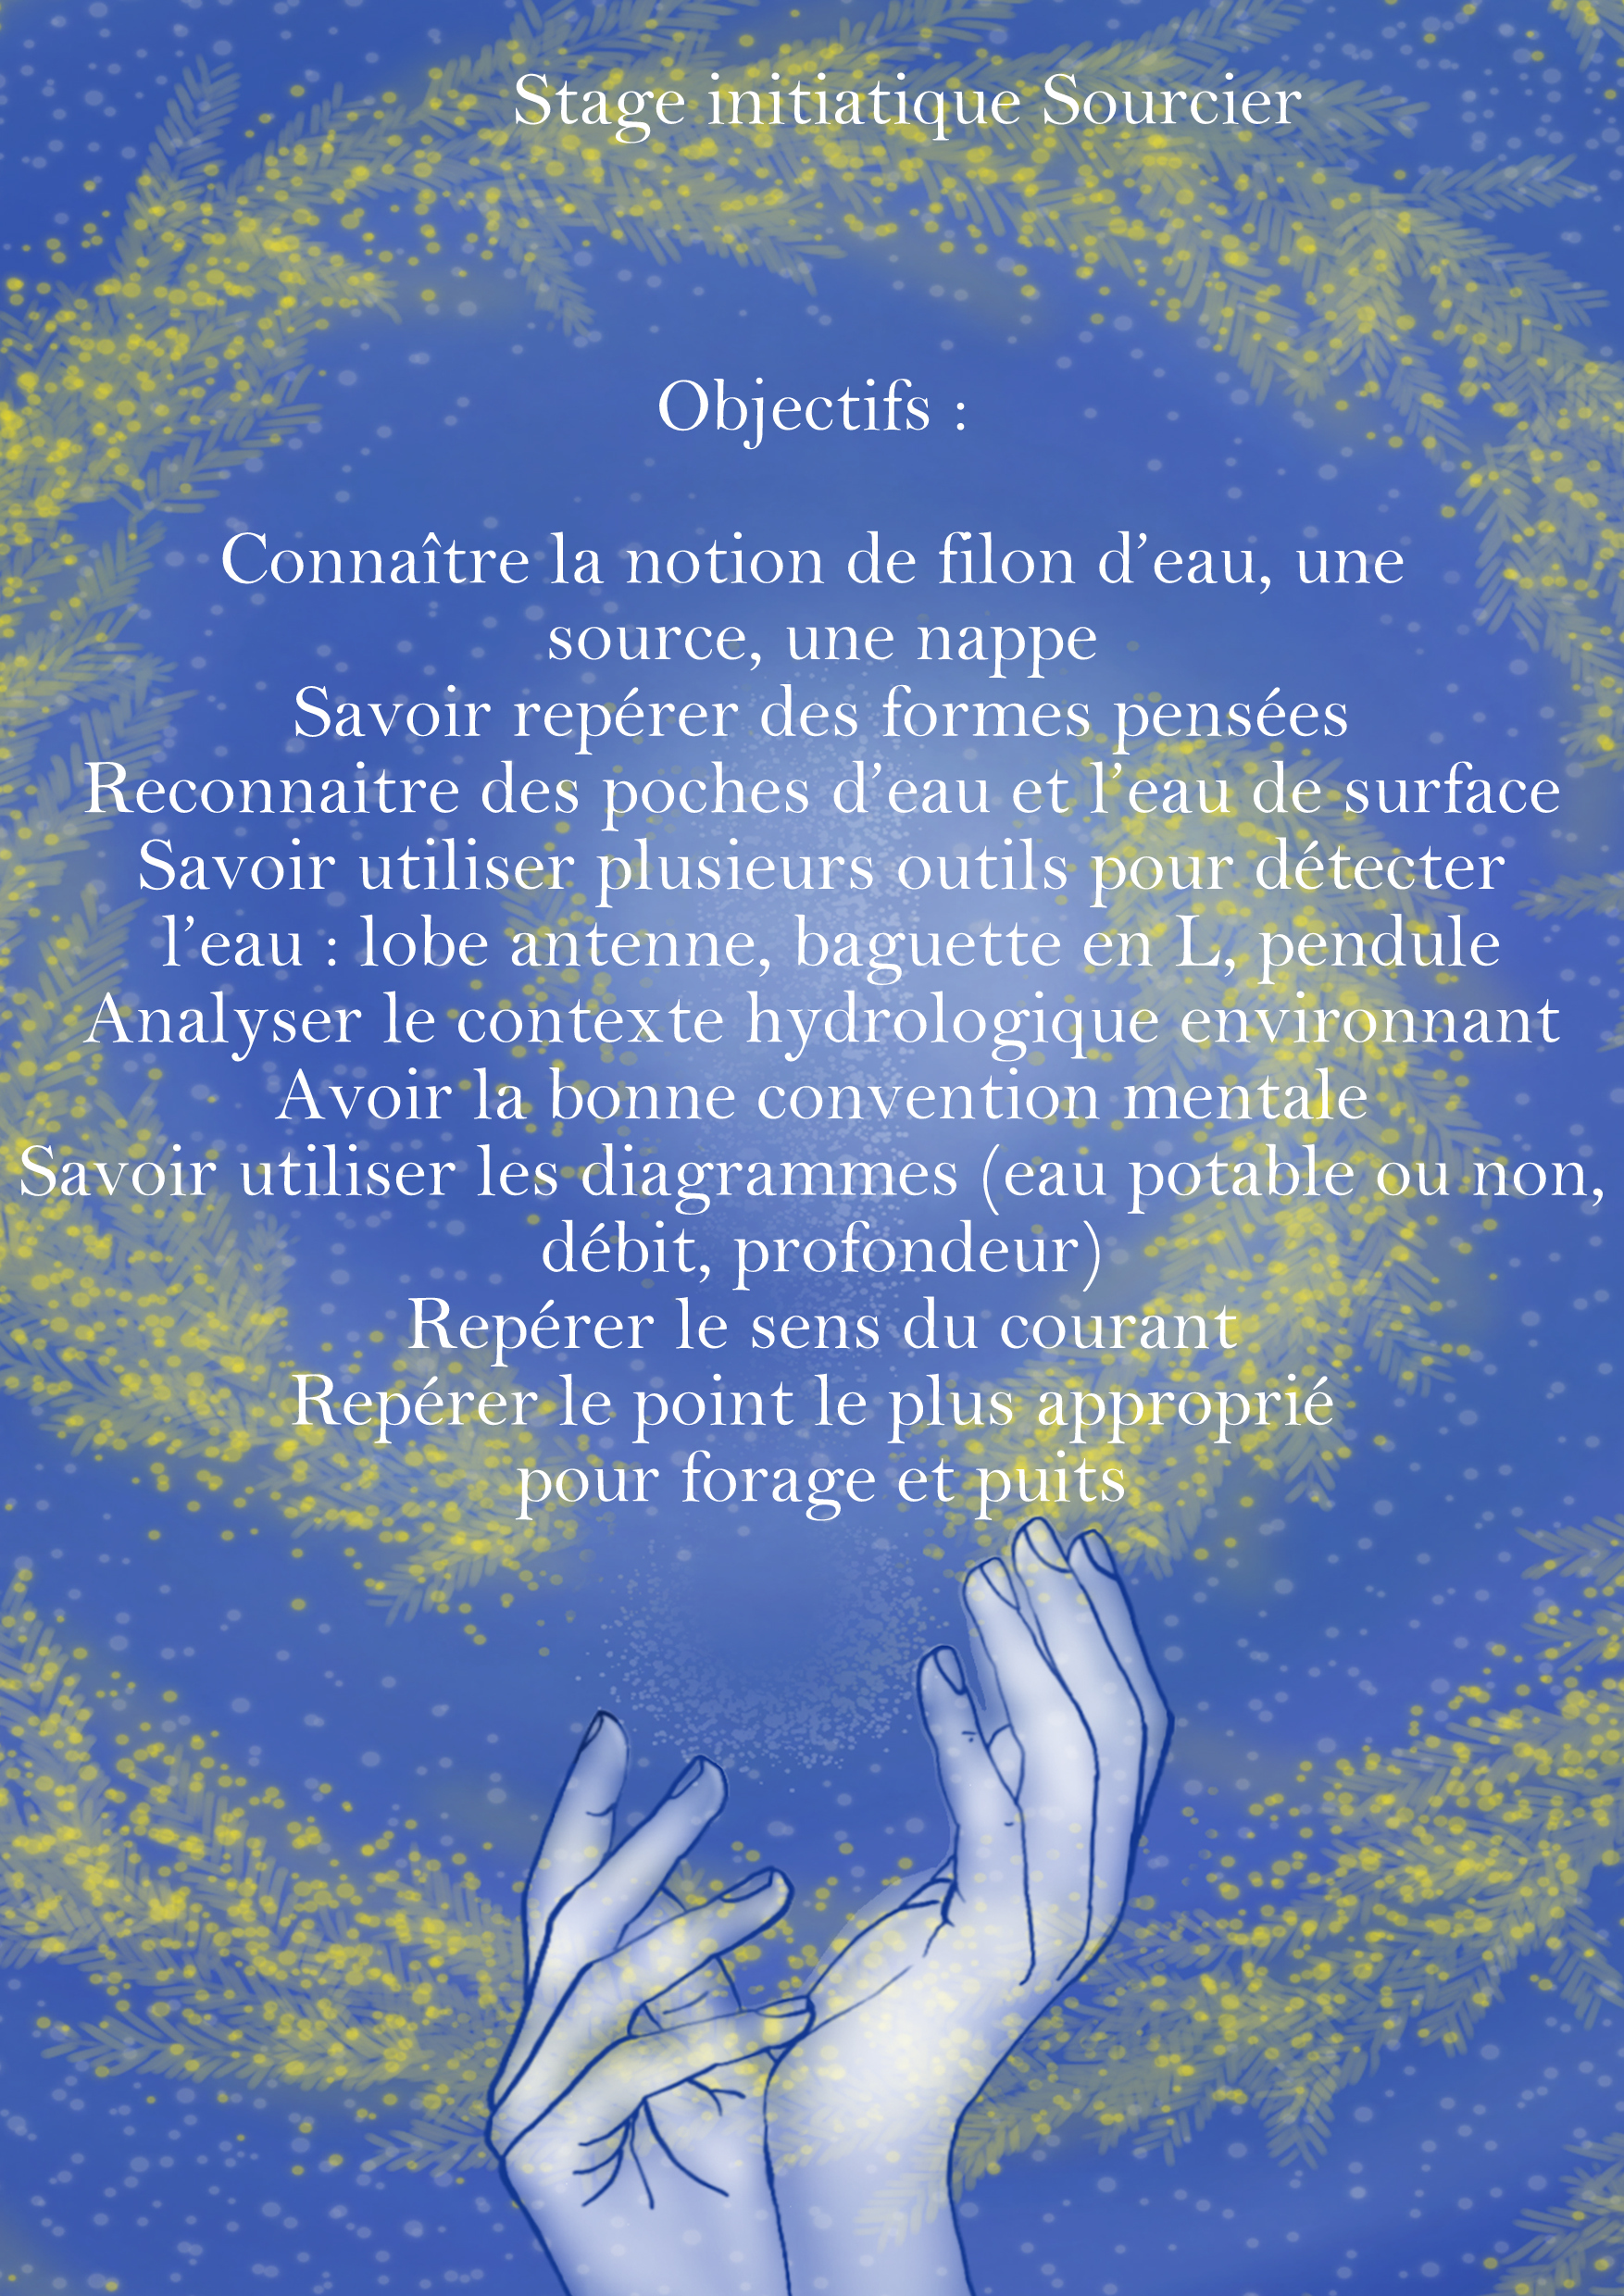 Stage initiatique Sourcier
Objectifs :
Connaître la notion de filon d’eau, une
source, une nappe
Savoir repérer des formes pensées
Reconnaitre des poches d’eau et l’eau de surface
Savoir utiliser plusieurs outils pour détecter
l’eau : lobe antenne, baguette en L, pendule
Analyser le contexte hydrologique environnant
Avoir la bonne convention mentale
Savoir utiliser les diagrammes (eau potable ou non,
débit, profondeur)
Repérer le sens du courant
Repérer le point le plus approprié
pour forage et puits